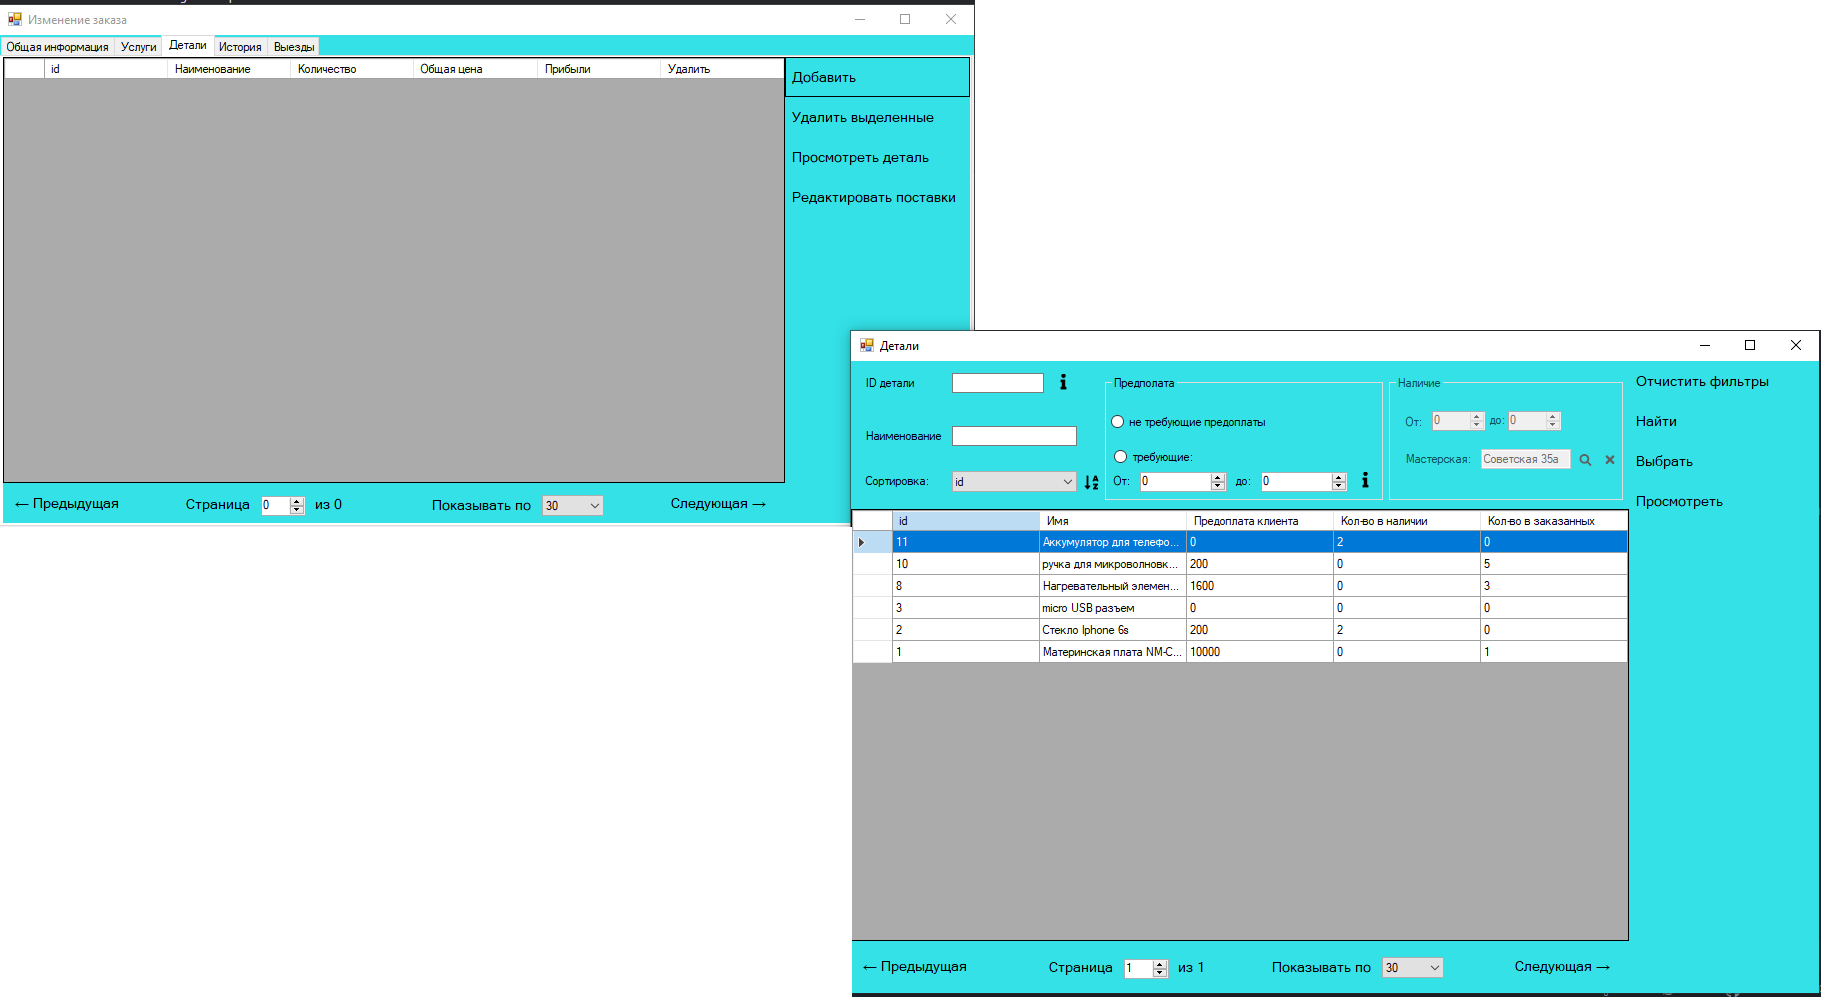 Изменение заказа
Общая информация Услуги Детали История Выезды
id Наименование Количество Общая цена Прибыли Удалить
Добавить
Удалить выделенные
Просмотреть деталь
Редактировать поставки
← Предыдущая Страница 0 из 0 Показывать по 30 Следующая →
Детали
ID детали
Наименование
Сортировка: id
Предполата
не требующие предоплаты
требующие:
От: 0 до: 0
Наличие
От: 0 до: 0
Мастерская: Советская 35а
Отчистить фильтры
Найти
Выбрать
Просмотреть
id Имя Предоплата клиента Кол-во в наличии Кол-во в заказанных
11 Аккумулятор для телефо... 0 2 0
10 ручка для микроволновк... 200 0 5
8 Нагревательный элемен... 1600 0 3
3 micro USB разъем 0 0 0
2 Стекло Iphone 6s 200 2 0
1 Материнская плата NM-C... 10000 0 1
← Предыдущая Страница 1 из 1 Показывать по 30 Следующая →